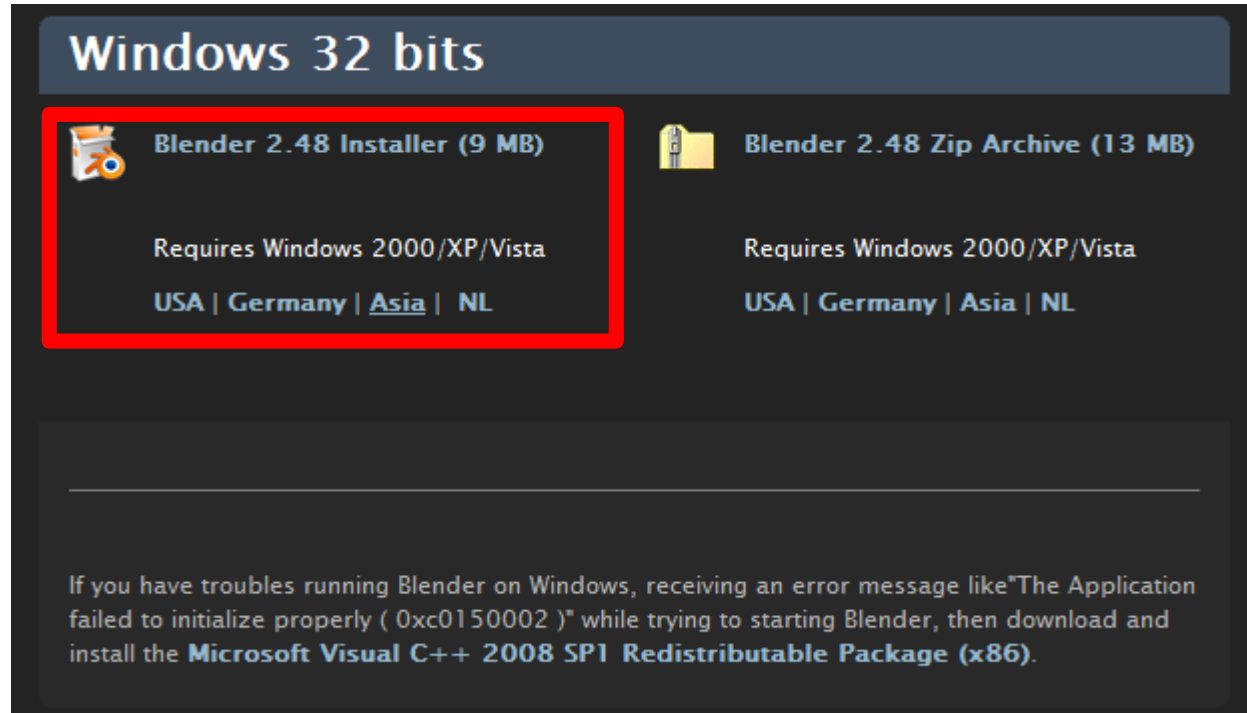 Windows 32 bits
Blender 2.48 Installer (9 MB)
Requires Windows 2000/XP/Vista
USA | Germany | Asia | NL
Blender 2.48 Zip Archive (13 MB)
Requires Windows 2000/XP/Vista
USA | Germany | Asia | NL
If you have troubles running Blender on Windows, receiving an error message like"The Application
failed to initialize properly ( 0xc0150002 )" while trying to starting Blender, then download and
install the Microsoft Visual C++ 2008 SP1 Redistributable Package (x86).